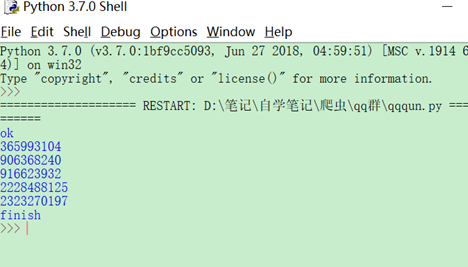 Python 3.7.0 Shell
File Edit Shell Debug Options Window Help
Python 3.7.0 (v3.7.0:1bf9cc5093, Jun 27 2018, 04:59:51) [MSC v.1914 6
4)] on win32
Type "copyright", "credits" or "license()" for more information.
>>>
==================== RESTART: D:\笔记\自学笔记\爬虫\qq群\qqqun.py ===
======
ok
365993104
906368240
916623932
2228488125
2323270197
finish
>>>